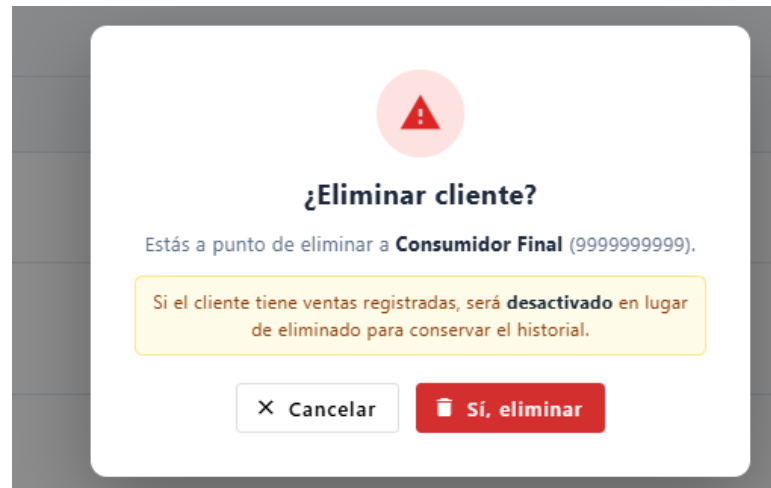 ¿Eliminar cliente?
Estás a punto de eliminar a Consumidor Final (9999999999).
Si el cliente tiene ventas registradas, será desactivado en lugar
de eliminado para conservar el historial.
Cancelar
Sí, eliminar